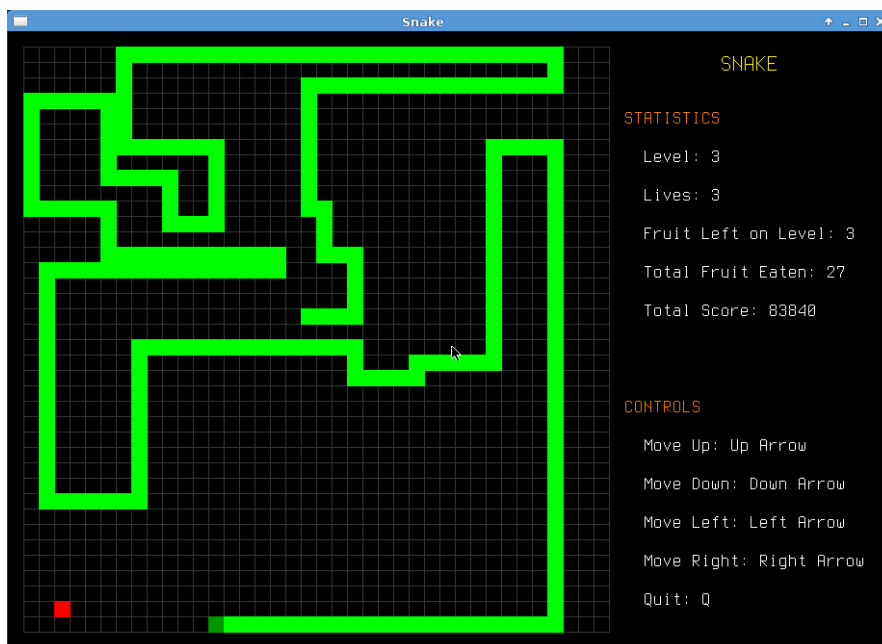 Snake
SNAKE
STATISTICS
Level: 3
Lives: 3
Fruit Left on Level: 3
Total Fruit Eaten: 27
Total Score: 83840
CONTROLS
Move Up: Up Arrow
Move Down: Down Arrow
Move Left: Left Arrow
Move Right: Right Arrow
Quit: Q